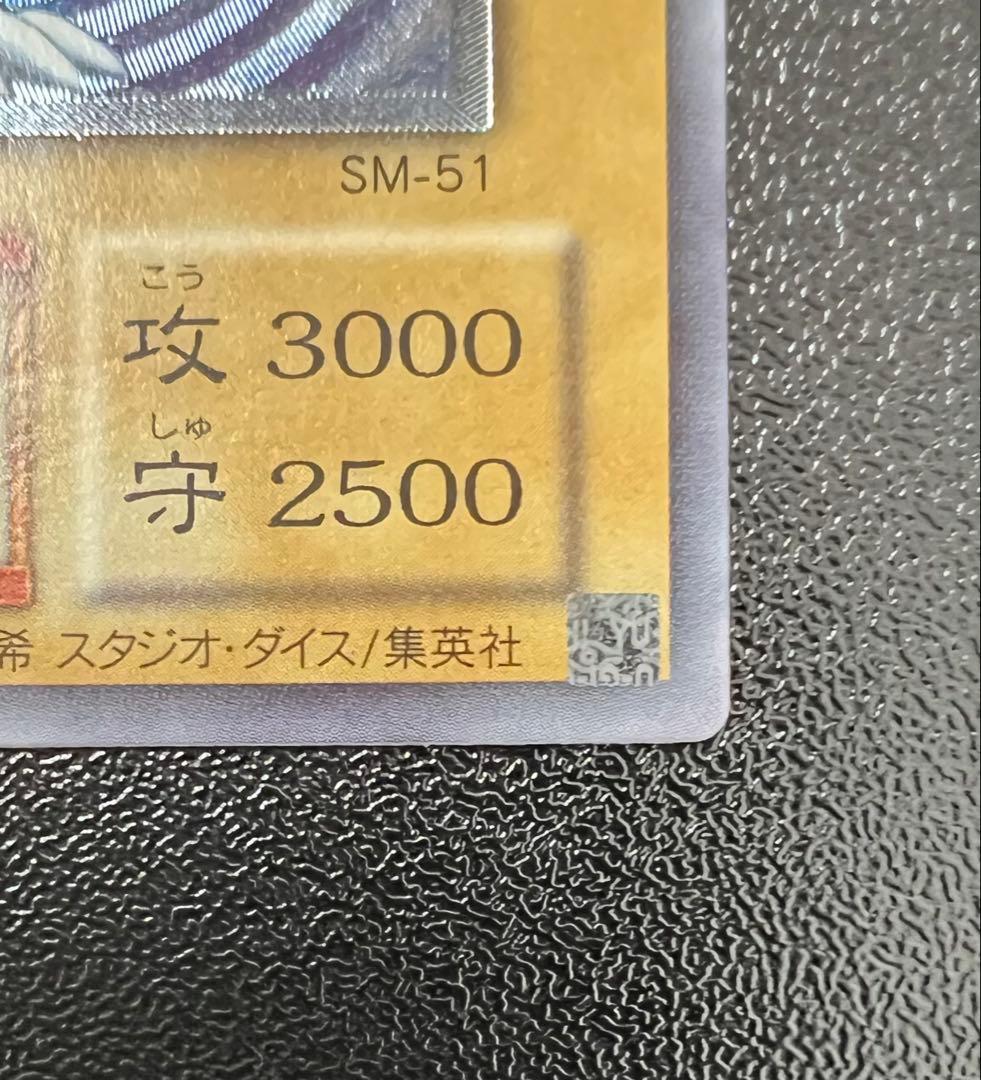 SM-51
こう
攻 3000
しゅ
守 2500
希 スタジオ・ダイス/集英社